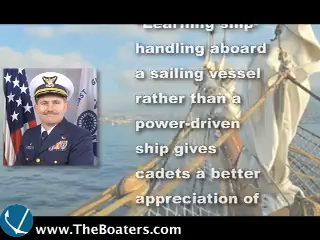 "Learning ship-
handling aboard
a sailing vessel
rather than a
power-driven
ship gives
cadets a better
appreciation of
www.TheBoaters.com